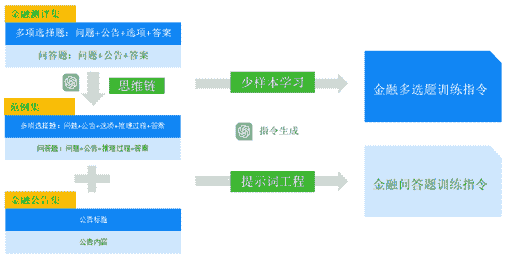 金融测评集
多项选择题：问题+公告+选项+答案
问答题：问题+公告+答案
思维链
少样本学习
金融多选题训练指令
范例集
多项选择题：问题+公告+选项+推理过程+答案
问答题：问题+公告+推理过程+答案
指令生成
提示词工程
金融问答题训练指令
金融公告集
公告标题
公告内容